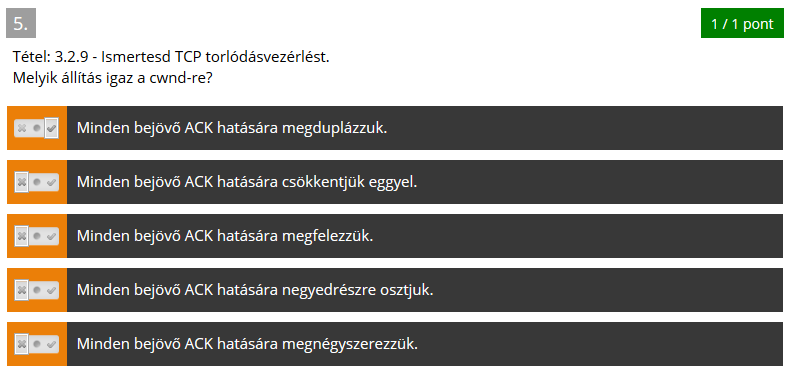 5.
1 / 1 pont
Tétel: 3.2.9 - Ismertesd TCP torlódásvezérlést.
Melyik állítás igaz a cwnd-re?
Minden bejövő ACK hatására megduplázzuk.
Minden bejövő ACK hatására csökkentjük eggyel.
Minden bejövő ACK hatására megfelezzük.
Minden bejövő ACK hatására negyedrészre osztjuk.
Minden bejövő ACK hatására megnégyszerezzük.